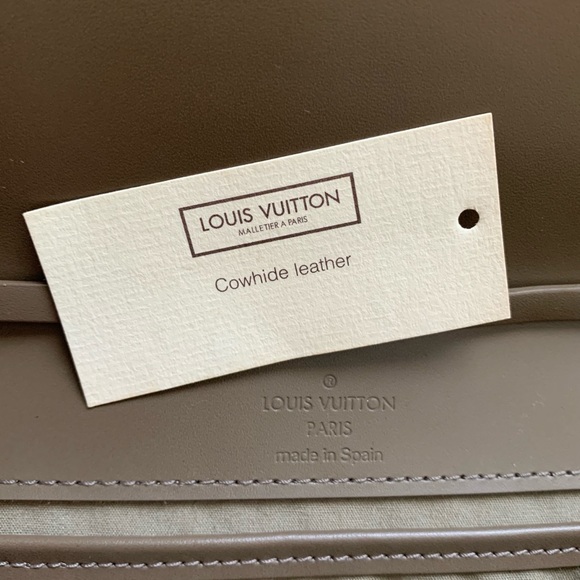 LOUIS VUITTON
MALLETIER A PARIS
Cowhide leather
®
LOUIS VUITTON
PARIS
made in Spain